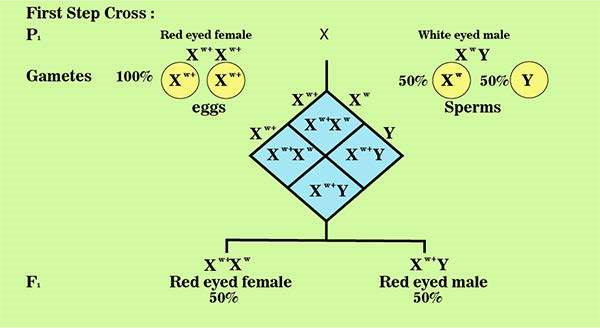 First Step Cross :
P₁ Red eyed female X White eyed male
Xʷ⁺Xʷ⁺ XʷY
Gametes 100% Xʷ⁺ Xʷ⁺ 50% Xʷ 50% Y
eggs Sperms
Xʷ⁺ Xʷ
Xʷ⁺Xʷ
Xʷ⁺ Y
Xʷ⁺Xʷ Xʷ⁺Y
Xʷ⁺Y
Xʷ⁺Xʷ Xʷ⁺Y
F₁ Red eyed female Red eyed male
50% 50%